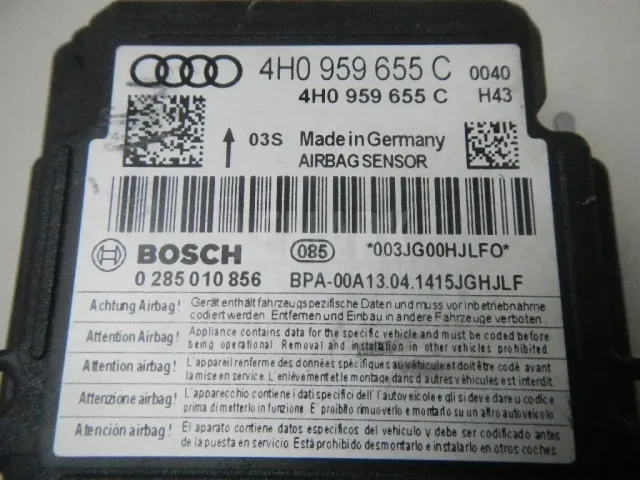 4H0 959 655 C 0040
4H0 959 655 C H43
03S Made in Germany
AIRBAG SENSOR
BOSCH 085 *003JG00HJLF0*
0 285 010 856 BPA-00A13.04.1415JGHJLF
Achtung Airbag! Gerät enthält fahrzeugspezifische Daten und muss vor Inbetriebnahme
codiert werden. Entfernen und Einbau in andere Fahrzeuge verboten.
Attention Airbag! Appliance contains data for the specific vehicle and must be coded before
being operational. Removal and installation in other vehicles prohibited.
Attention airbag! L'appareil renferme des données spécifiques au véhicule et doit être codé avant
la mise en service. L'enlèvement et le montage dans d'autres véhicules est interdit.
Attenzione airbag! L'apparecchio contiene i dati specifici dell'autoveicolo e gli si deve dare u codice
prima di metterlo in funzione. E' proibito rimuoverlo e montarlo su un altro autoveicolo.
Atención airbag! El aparato contiene datos específicos del vehículo y debe ser codificado antes
de la puesta en servicio. Está prohibido desmontarlo e instalarlo en otros coches.